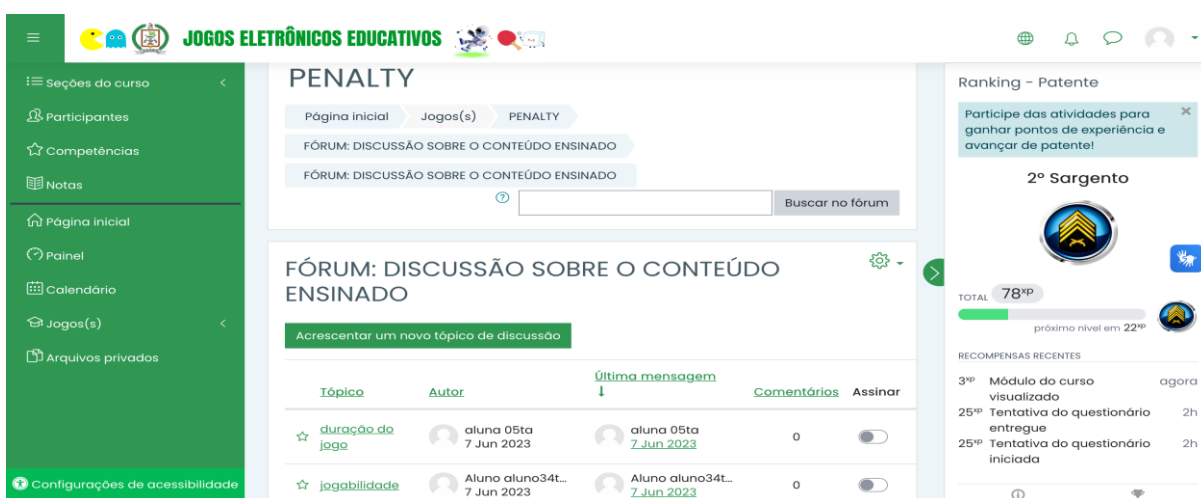 JOGOS ELETRÔNICOS EDUCATIVOS
Seções do curso
Participantes
Competências
Notas
Página inicial
Painel
Calendário
Jogos(s)
Arquivos privados
Configurações de acessibilidade
PENALTY
Página inicial Jogos(s) PENALTY
FÓRUM: DISCUSSÃO SOBRE O CONTEÚDO ENSINADO
FÓRUM: DISCUSSÃO SOBRE O CONTEÚDO ENSINADO
Buscar no fórum
FÓRUM: DISCUSSÃO SOBRE O CONTEÚDO
ENSINADO
Acrescentar um novo tópico de discussão
Tópico Autor Última mensagem ↓ Comentários Assinar
duração do jogo aluna 05ta 7 Jun 2023 aluna 05ta 7 Jun 2023 0
jogabilidade Aluno aluno34t... 7 Jun 2023 Aluno aluno34t... 7 Jun 2023 0
Ranking - Patente
Participe das atividades para
ganhar pontos de experiência e
avançar de patente!
2º Sargento
TOTAL 78xp
próximo nível em 22xp
RECOMPENSAS RECENTES
3xp Módulo do curso agora
visualizado
25xp Tentativa do questionário 2h
entregue
25xp Tentativa do questionário 2h
iniciada